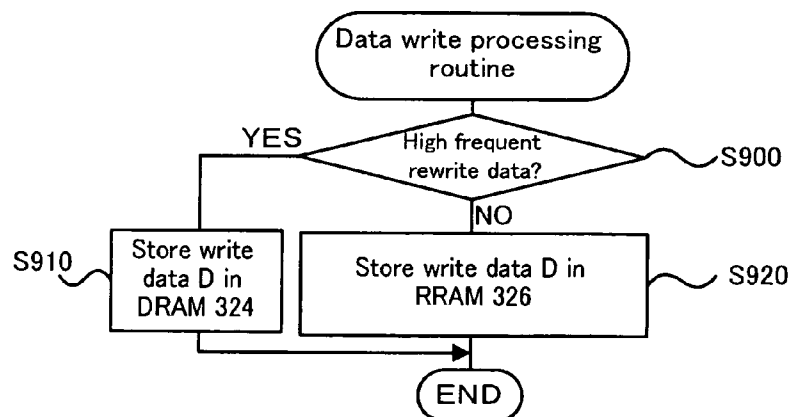 Data write processing
routine
YES
High frequent
rewrite data?
S900
NO
S910
Store write
data D in
DRAM 324
Store write data D in
RRAM 326
S920
END